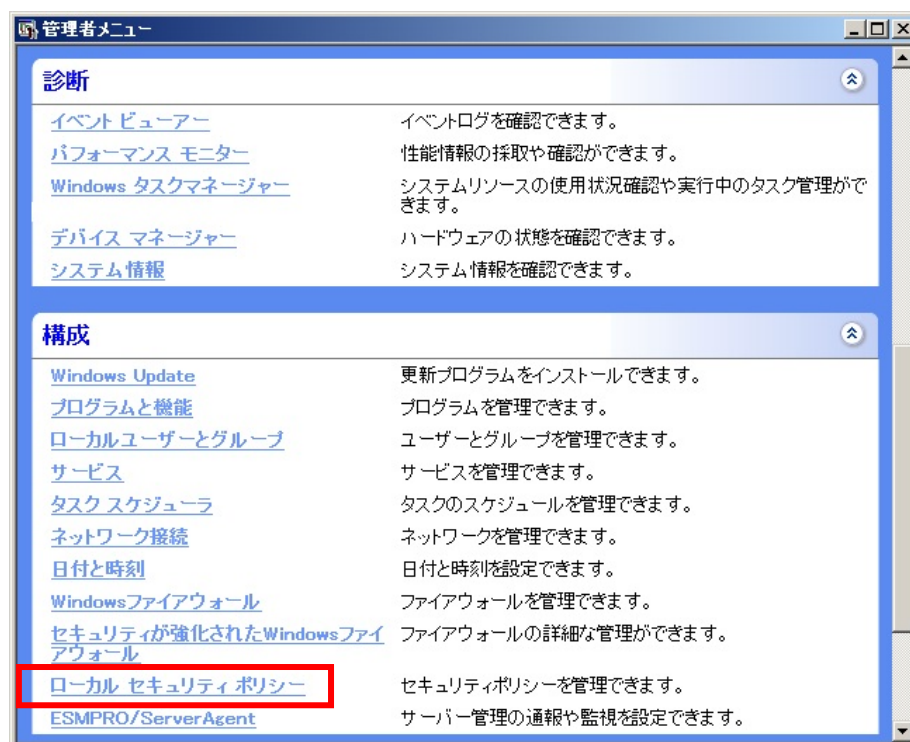 管理者メニュー
診断
イベント ビューアー イベントログを確認できます。
パフォーマンス モニター 性能情報の採取や確認ができます。
Windows タスクマネージャー システムリソースの使用状況確認や実行中のタスク管理がで
きます。
デバイス マネージャー ハードウェアの状態を確認できます。
システム情報 システム情報を確認できます。
構成
Windows Update 更新プログラムをインストールできます。
プログラムと機能 プログラムを管理できます。
ローカルユーザーとグループ ユーザーとグループを管理できます。
サービス サービスを管理できます。
タスク スケジューラ タスクのスケジュールを管理できます。
ネットワーク接続 ネットワークを管理できます。
日付と時刻 日付と時刻を設定できます。
Windowsファイアウォール ファイアウォールを管理できます。
セキュリティが強化されたWindowsファイ ファイアウォールの詳細な管理ができます。
アウォール
ローカル セキュリティ ポリシー セキュリティポリシーを管理できます。
ESMPRO/ServerAgent サーバー管理の通報や監視を設定できます。